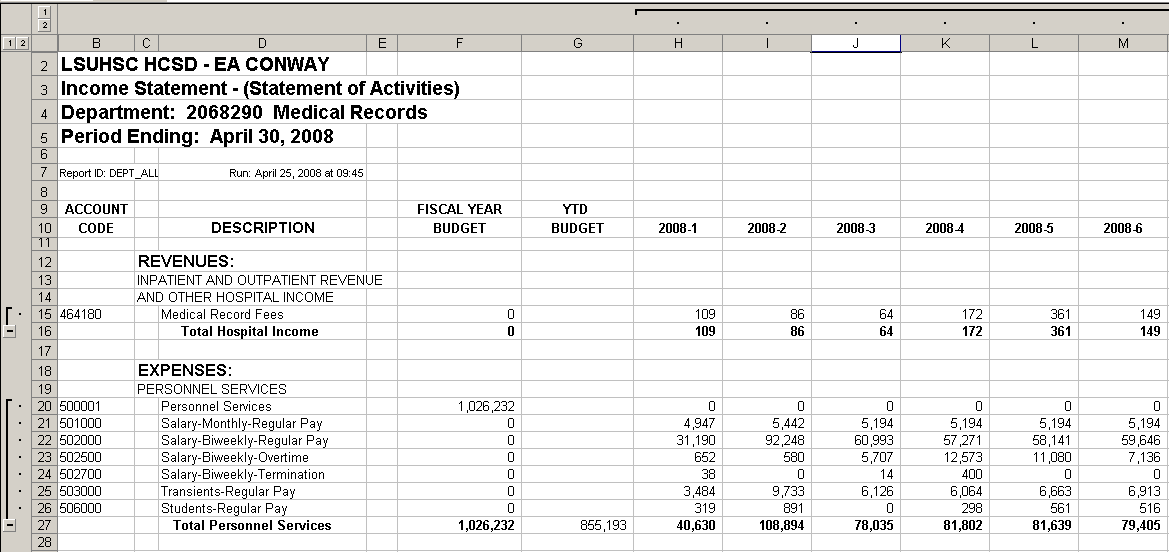 1
2
1 2 B C D E F G H I J K L M
2 LSUHSC HCSD - EA CONWAY
3 Income Statement - (Statement of Activities)
4 Department: 2068290 Medical Records
5 Period Ending: April 30, 2008
6
7 Report ID: DEPT_ALL Run: April 25, 2008 at 09:45
8
9 ACCOUNT FISCAL YEAR YTD
10 CODE DESCRIPTION BUDGET BUDGET 2008-1 2008-2 2008-3 2008-4 2008-5 2008-6
11
12 REVENUES:
13 INPATIENT AND OUTPATIENT REVENUE
14 AND OTHER HOSPITAL INCOME
15 464180 Medical Record Fees 0 109 86 64 172 361 149
16 Total Hospital Income 0 109 86 64 172 361 149
17
18 EXPENSES:
19 PERSONNEL SERVICES
20 500001 Personnel Services 1,026,232 0 0 0 0 0 0
21 501000 Salary-Monthly-Regular Pay 0 4,947 5,442 5,194 5,194 5,194 5,194
22 502000 Salary-Biweekly-Regular Pay 0 31,190 92,248 60,993 57,271 58,141 59,646
23 502500 Salary-Biweekly-Overtime 0 652 580 5,707 12,573 11,080 7,136
24 502700 Salary-Biweekly-Termination 0 38 0 14 400 0 0
25 503000 Transients-Regular Pay 0 3,484 9,733 6,126 6,064 6,663 6,913
26 506000 Students-Regular Pay 0 319 891 0 298 561 516
27 Total Personnel Services 1,026,232 855,193 40,630 108,894 78,035 81,802 81,639 79,405
28